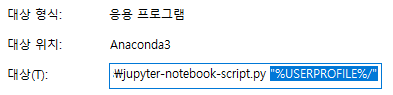 대상 형식: 응용 프로그램
대상 위치: Anaconda3
대상(T): ₩jupyter-notebook-script.py "%USERPROFILE%/"